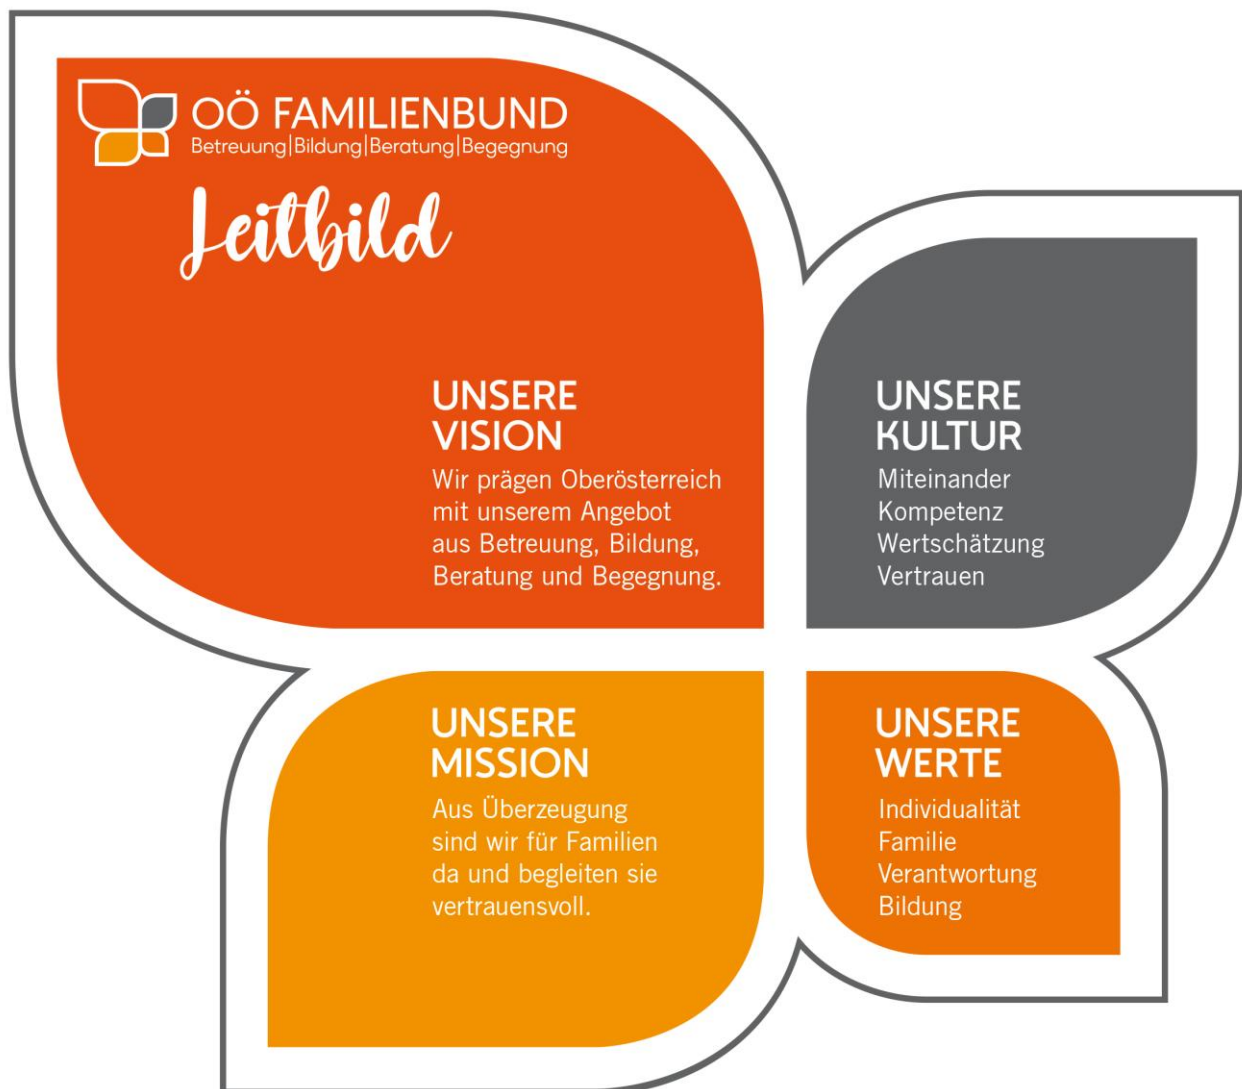 OÖ FAMILIENBUND
Betreuung|Bildung|Beratung|Begegnung
Leitbild
UNSERE
VISION
Wir prägen Oberösterreich
mit unserem Angebot
aus Betreuung, Bildung,
Beratung und Begegnung.
UNSERE
KULTUR
Miteinander
Kompetenz
Wertschätzung
Vertrauen
UNSERE
MISSION
Aus Überzeugung
sind wir für Familien
da und begleiten sie
vertrauensvoll.
UNSERE
WERTE
Individualität
Familie
Verantwortung
Bildung